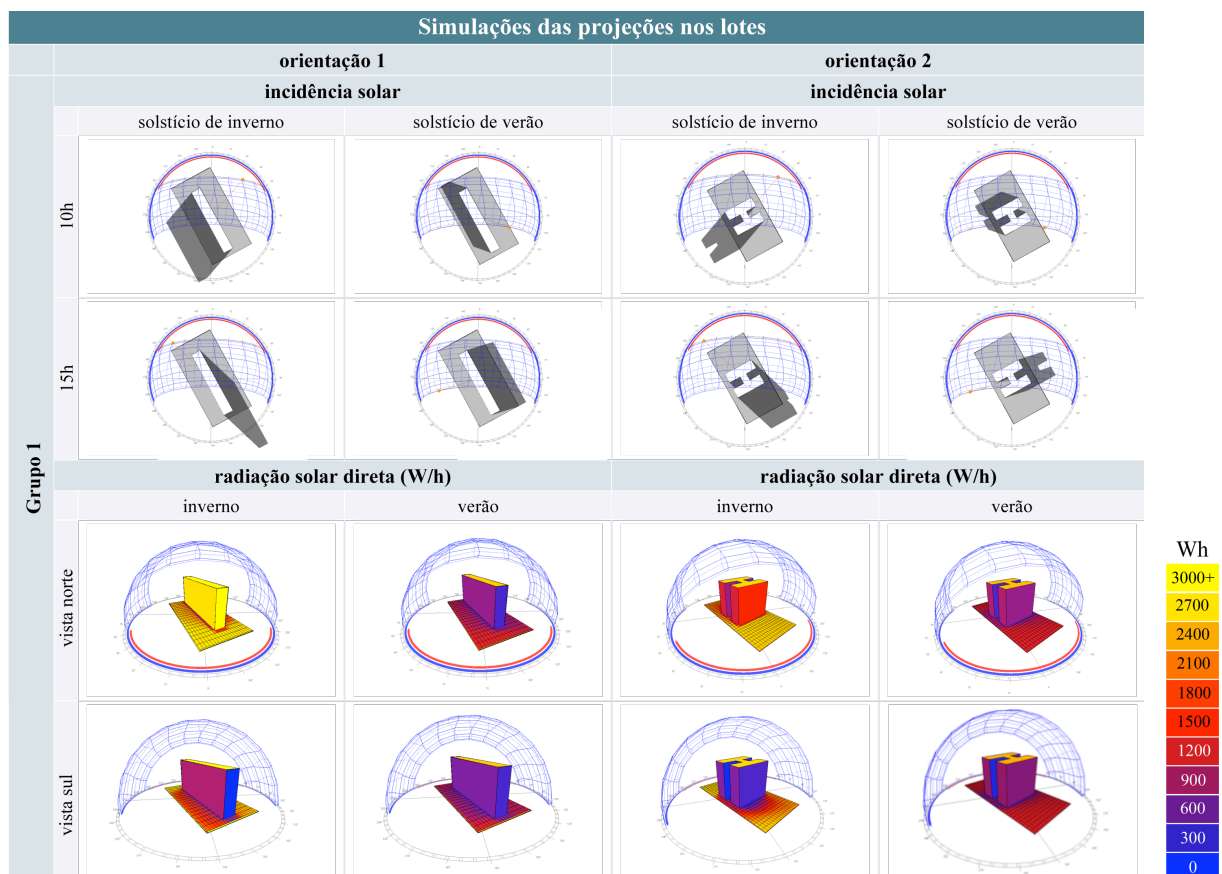 Simulações das projeções nos lotes
orientação 1
orientação 2
Grupo 1
incidência solar
incidência solar
solstício de inverno
solstício de verão
solstício de inverno
solstício de verão
10h
15h
radiação solar direta (W/h)
radiação solar direta (W/h)
inverno
verão
inverno
verão
vista norte
vista sul
Wh
3000+
2700
2400
2100
1800
1500
1200
900
600
300
0